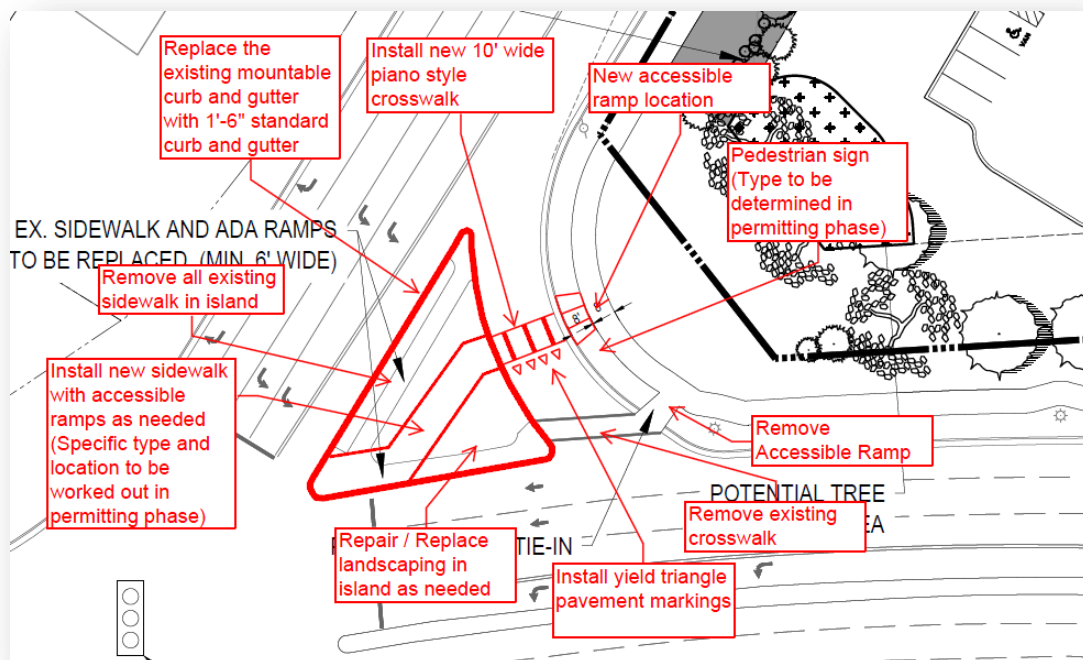 Replace the
existing mountable
curb and gutter
with 1'-6" standard
curb and gutter
Install new 10' wide
piano style
crosswalk
New accessible
ramp location
VAN
Pedestrian sign
(Type to be
determined in
permitting phase)
EX. SIDEWALK AND ADA RAMPS
TO BE REPLACED (MIN. 6' WIDE)
Remove all existing
sidewalk in island
8'
Install new sidewalk
with accessible
ramps as needed
(Specific type and
location to be
worked out in
permitting phase)
Remove
Accessible Ramp
POTENTIAL TREE
Remove existing
crosswalk
Repair / Replace
landscaping in
island as needed
TIE-IN
Install yield triangle
pavement markings